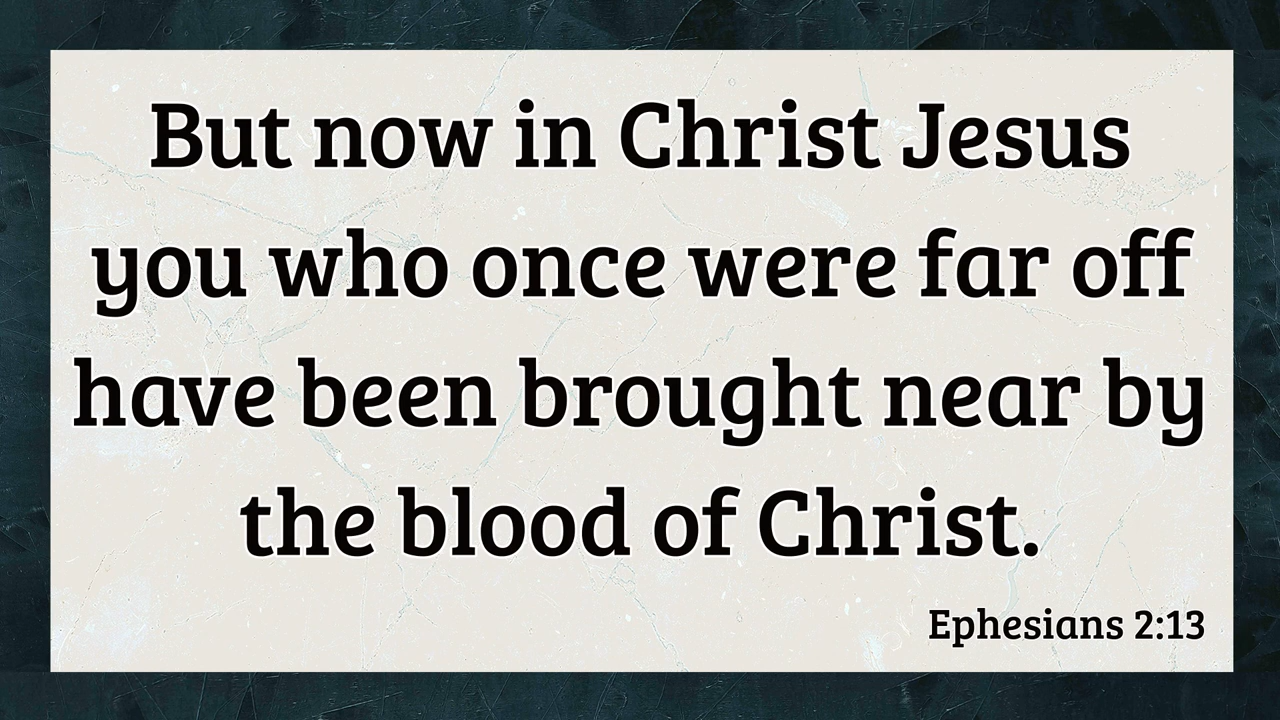 But now in Christ Jesus
you who once were far off
have been brought near by
the blood of Christ.
Ephesians 2:13